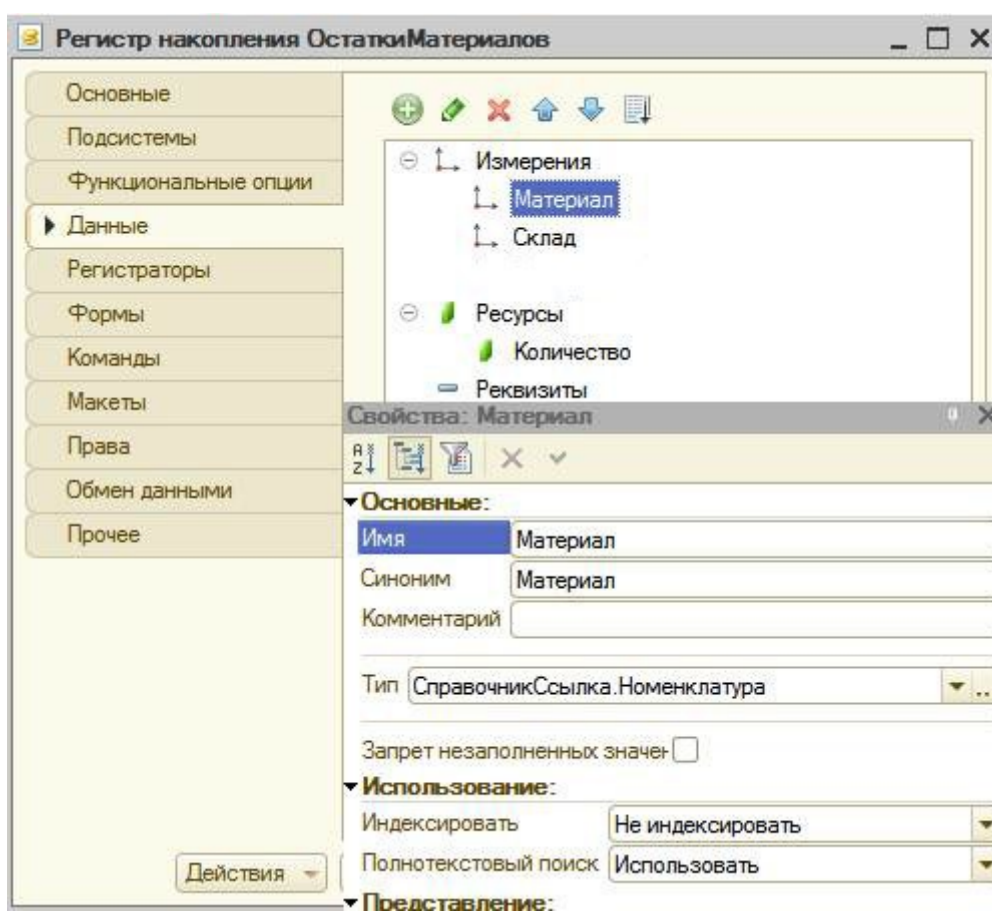 Регистр накопления ОстаткиМатериалов
Основные
Подсистемы
Функциональные опции
Данные
Регистраторы
Формы
Команды
Макеты
Права
Обмен данными
Прочее
Измерения
Материал
Склад
Ресурсы
Количество
Реквизиты
Свойства: Материал
Основные:
Имя Материал
Синоним Материал
Комментарий
Тип СправочникСсылка.Номенклатура ...
Запрет незаполненных значен
Использование:
Индексировать Не индексировать
Полнотекстовый поиск Использовать
Представление:
Действия